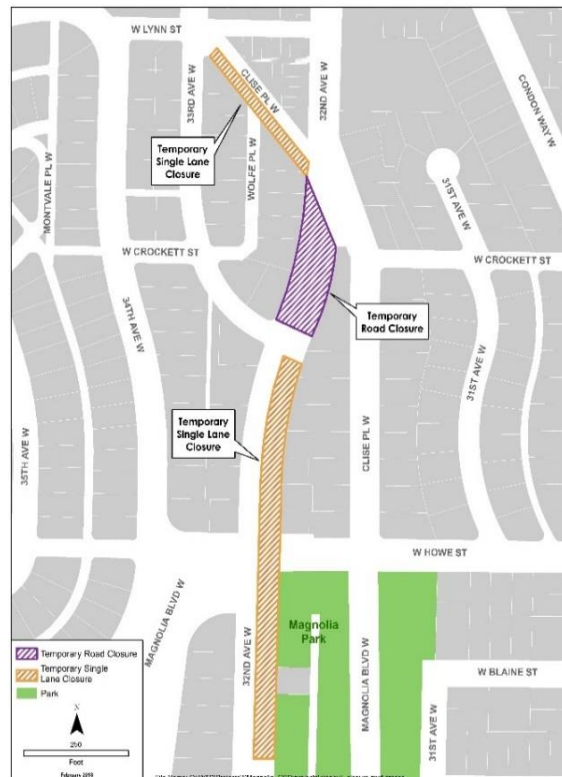 W LYNN ST
33RD AVE W
CLISE PL W
32ND AVE W
CONDON WAY W
Temporary
Single Lane
Closure
WOLFE PL W
MONTVALE PL W
31ST AVE W
W CROCKETT ST
W CROCKETT ST
34TH AVE W
Temporary
Road Closure
31ST AVE W
Temporary
Single Lane
Closure
35TH AVE W
CLISE PL W
W HOWE ST
MAGNOLIA BLVD W
Magnolia
Park
32ND AVE W
MAGNOLIA BLVD W
W BLAINE ST
31ST AVE W
Temporary Road Closure
Temporary Single
Lane Closure
Park
N
250
Feet